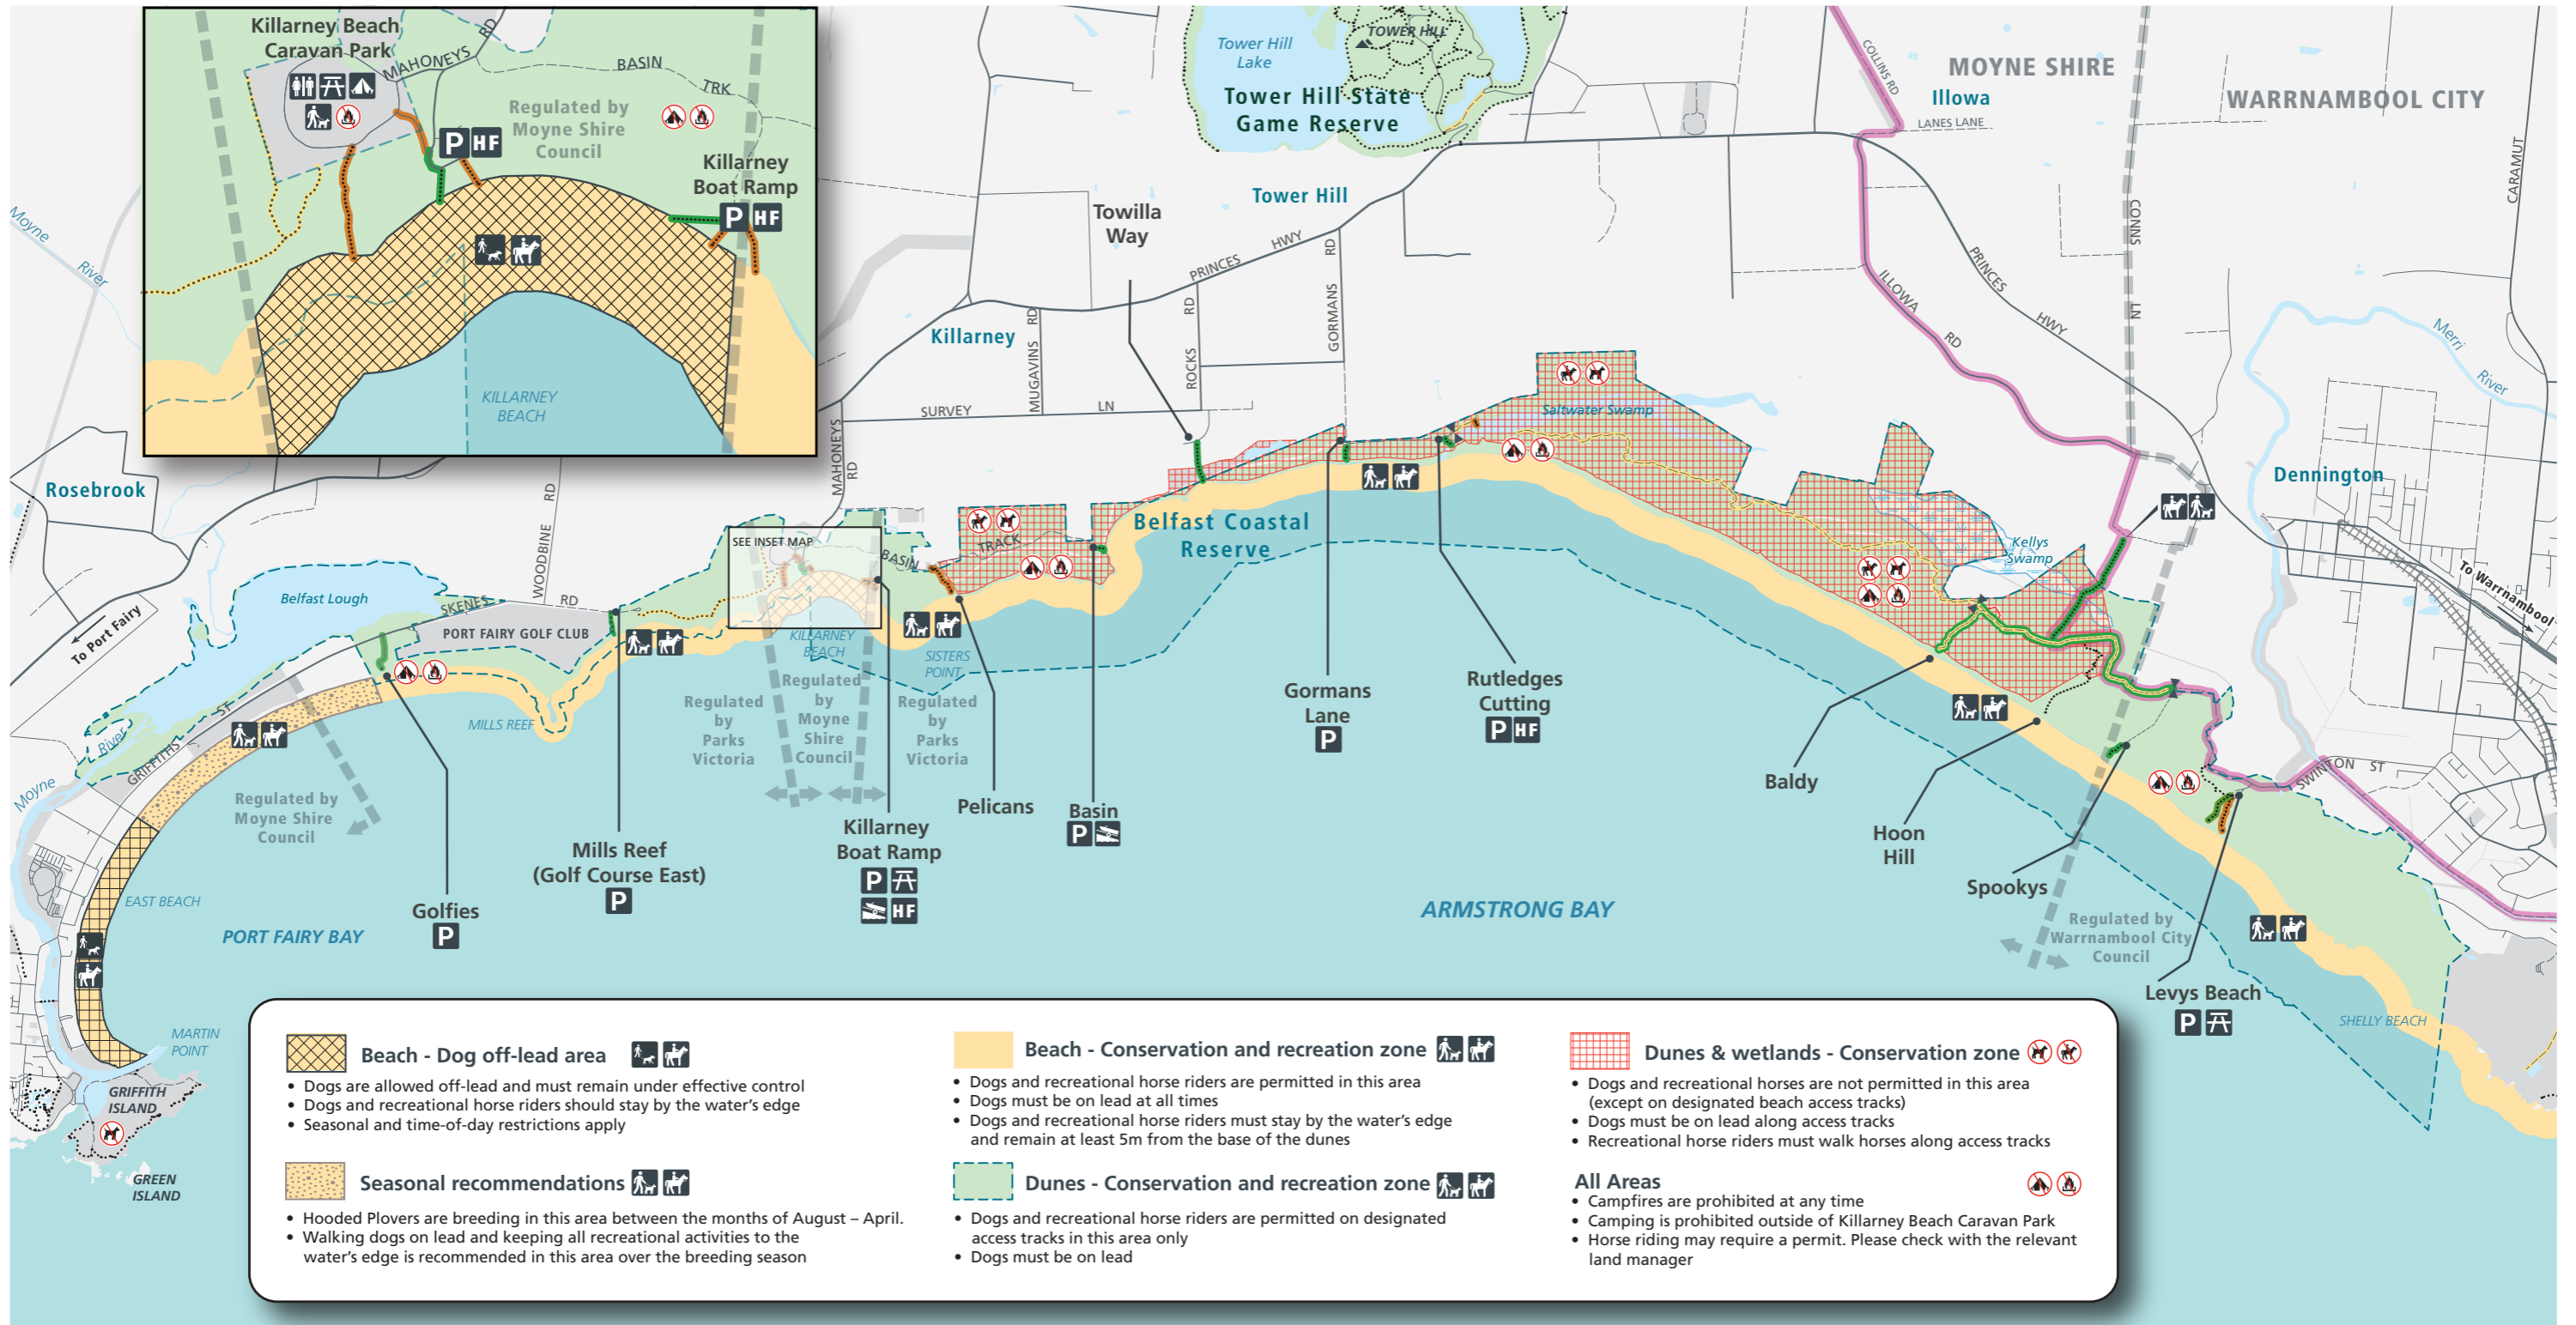 Killarney Beach
Caravan Park
MAHONEYS
RD
BASIN
TRK
Regulated by
Moyne Shire
Council
P HF
Killarney
Boat Ramp
P HF
KILLARNEY
BEACH
Moyne
River
Tower Hill
Lake
TOWER HILL
Tower Hill State
Game Reserve
Tower Hill
COLLINS RD
MOYNE SHIRE
Illowa
LANES LANE
WARRNAMBOOL CITY
CARAMUT
CONNS
LN
PRINCES
HWY
ILLOWA
RD
Merri
River
Towilla
Way
PRINCES
HWY
ROCKS
RD
GORMANS
RD
Killarney
MUGAVINS
RD
SURVEY
LN
MAHONEYS
RD
Saltwater Swamp
Dennington
Rosebrook
WOODBINE
RD
SEE INSET MAP
BASIN
TRACK
Belfast Coastal
Reserve
Kellys
Swamp
To Warrnambool
To Port Fairy
Belfast Lough
SKENES
RD
PORT FAIRY GOLF CLUB
KILLARNEY
BEACH
SISTERS
POINT
MILLS REEF
Regulated
by
Parks
Victoria
Regulated
by
Moyne
Shire
Council
Regulated
by
Parks
Victoria
Moyne
River
GRIFFITHS
ST
Regulated by
Moyne Shire
Council
Gormans
Lane
P
Rutledges
Cutting
P HF
Baldy
Hoon
Hill
Spookys
SWINTON ST
Pelicans
Basin
P
Killarney
Boat Ramp
P
HF
Mills Reef
(Golf Course East)
P
Golfies
P
EAST BEACH
PORT FAIRY BAY
ARMSTRONG BAY
Regulated by
Warrnambool City
Council
Levys Beach
P
SHELLY BEACH
MARTIN
POINT
GRIFFITH
ISLAND
GREEN
ISLAND
Beach - Dog off-lead area
• Dogs are allowed off-lead and must remain under effective control
• Dogs and recreational horse riders should stay by the water’s edge
• Seasonal and time-of-day restrictions apply
Seasonal recommendations
• Hooded Plovers are breeding in this area between the months of August – April.
• Walking dogs on lead and keeping all recreational activities to the
water’s edge is recommended in this area over the breeding season
Beach - Conservation and recreation zone
• Dogs and recreational horse riders are permitted in this area
• Dogs must be on lead at all times
• Dogs and recreational horse riders must stay by the water’s edge
and remain at least 5m from the base of the dunes
Dunes - Conservation and recreation zone
• Dogs and recreational horse riders are permitted on designated
access tracks in this area only
• Dogs must be on lead
Dunes & wetlands - Conservation zone
• Dogs and recreational horses are not permitted in this area
(except on designated beach access tracks)
• Dogs must be on lead along access tracks
• Recreational horse riders must walk horses along access tracks
All Areas
• Campfires are prohibited at any time
• Camping is prohibited outside of Killarney Beach Caravan Park
• Horse riding may require a permit. Please check with the relevant
land manager